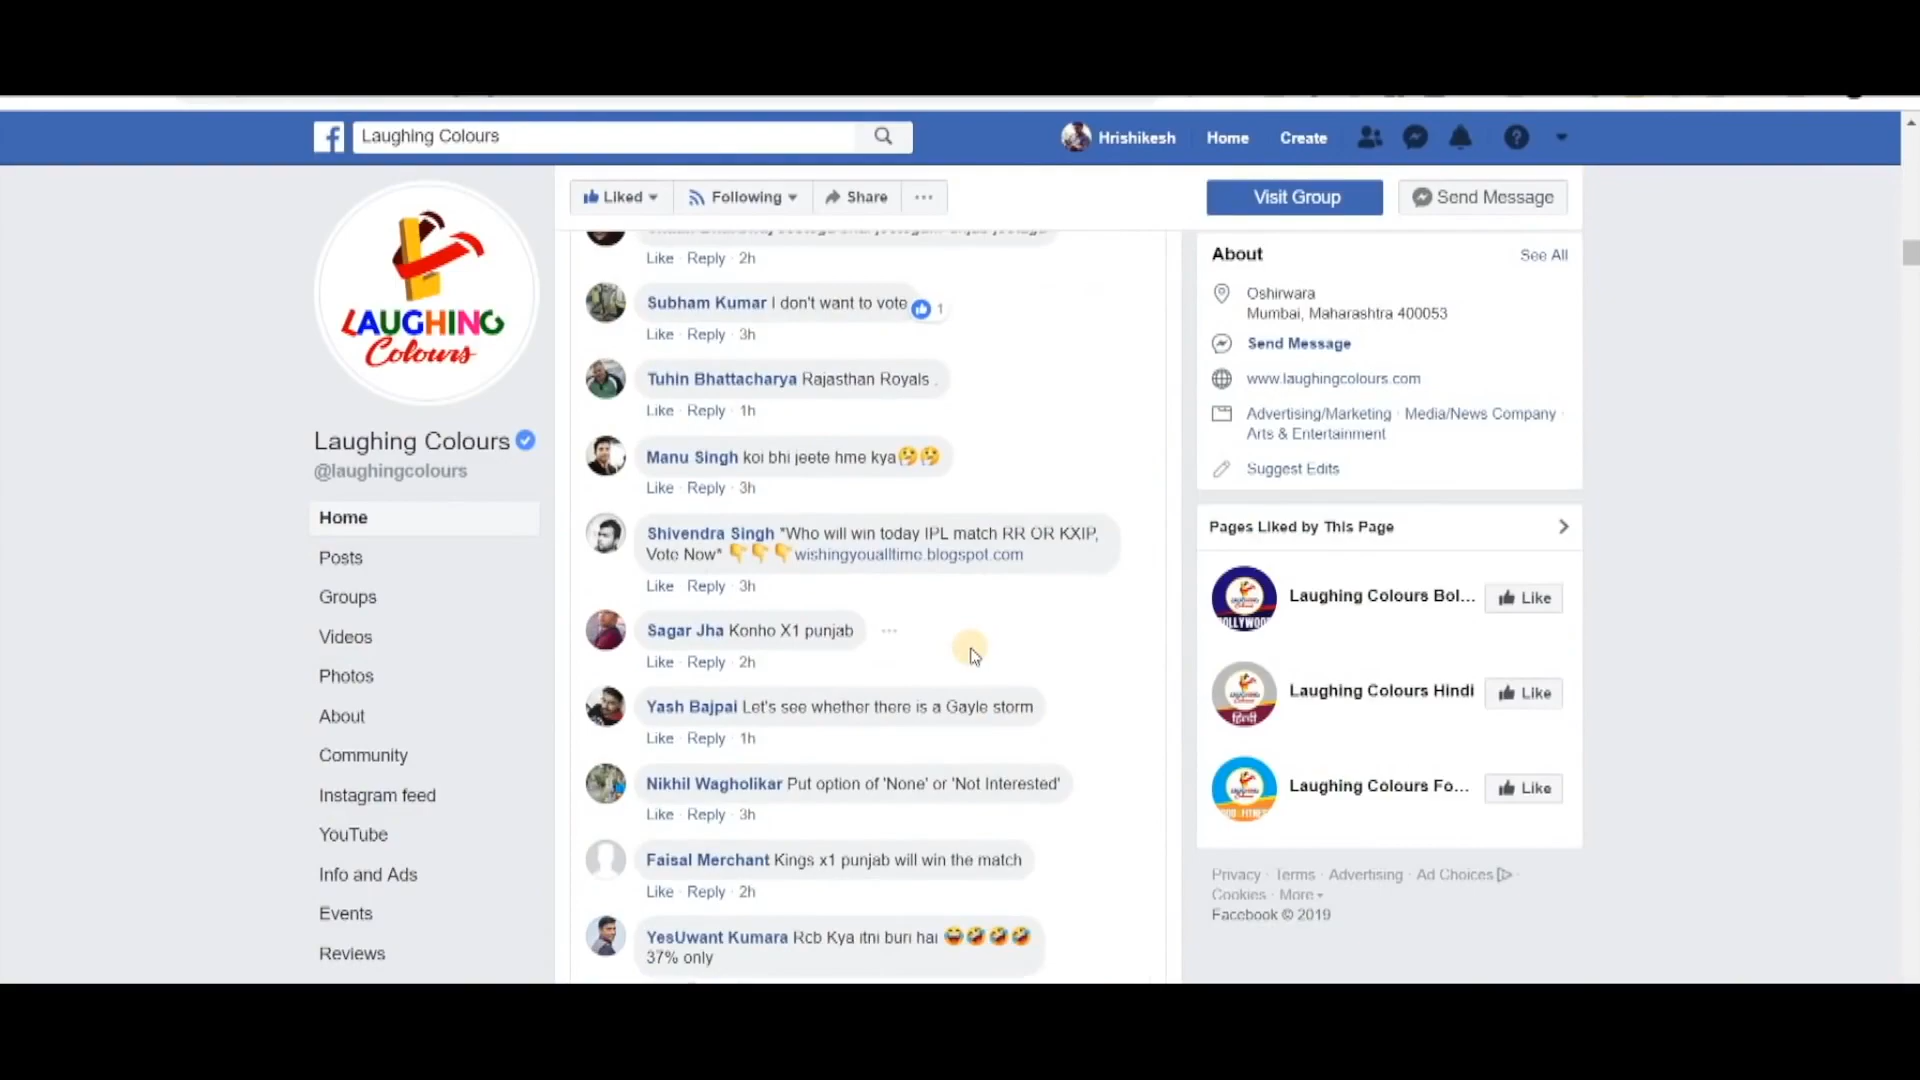 Laughing Colours
Hrishikesh
Home
Create
Liked
Following
Share
Visit Group
Send Message
LAUGHING
Colours
Laughing Colours
@laughingcolours
Home
Posts
Groups
Videos
Photos
About
Community
Instagram feed
YouTube
Info and Ads
Events
Reviews
Like · Reply · 2h
Subham Kumar I don't want to vote
1
Like · Reply · 3h
Tuhin Bhattacharya Rajasthan Royals .
Like · Reply · 1h
Manu Singh koi bhi jeete hme kya🤔🤔
Like · Reply · 3h
Shivendra Singh *Who will win today IPL match RR OR KXIP,
Vote Now* 👇👇👇wishingyoualltime.blogspot.com
Like · Reply · 3h
Sagar Jha Konho X1 punjab
Like · Reply · 2h
Yash Bajpai Let's see whether there is a Gayle storm
Like · Reply · 1h
Nikhil Wagholikar Put option of 'None' or 'Not Interested'
Like · Reply · 3h
Faisal Merchant Kings x1 punjab will win the match
Like · Reply · 2h
YesUwant Kumara Rcb Kya itni buri hai 😂🤣🤣🤣
37% only
About
See All
Oshirwara
Mumbai, Maharashtra 400053
Send Message
www.laughingcolours.com
Advertising/Marketing · Media/News Company ·
Arts & Entertainment
Suggest Edits
Pages Liked by This Page
Laughing Colours Bol...
Like
Laughing Colours Hindi
हिन्दी
Like
Laughing Colours Fo...
Like
Privacy · Terms · Advertising · Ad Choices ·
Cookies · More
Facebook © 2019